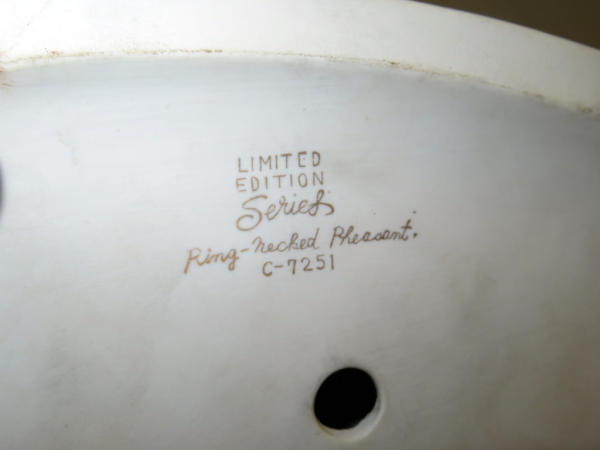 LIMITED
EDITION
Series
Ring-necked Pheasant.
C-7251